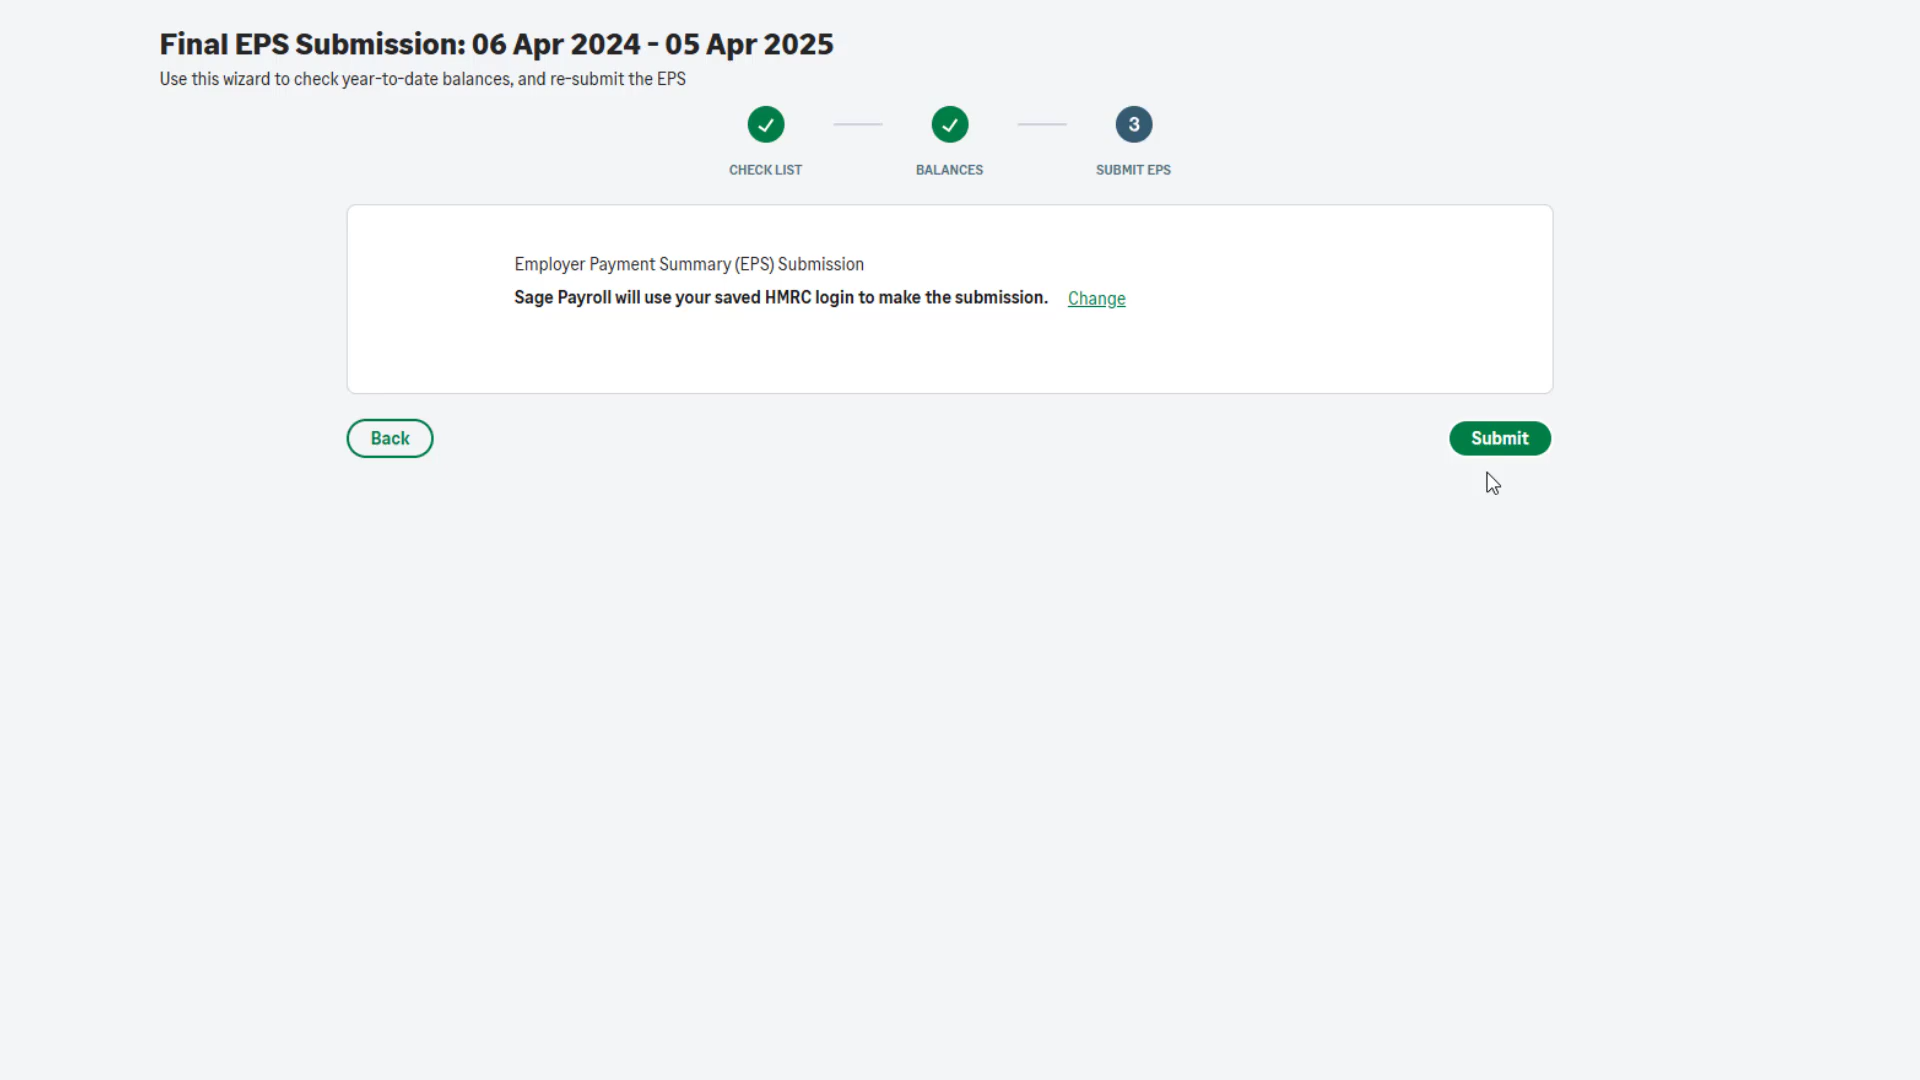 Final EPS Submission: 06 Apr 2024 - 05 Apr 2025
Use this wizard to check year-to-date balances, and re-submit the EPS
3
CHECK LIST
BALANCES
SUBMIT EPS
Employer Payment Summary (EPS) Submission
Sage Payroll will use your saved HMRC login to make the submission. Change
Back
Submit